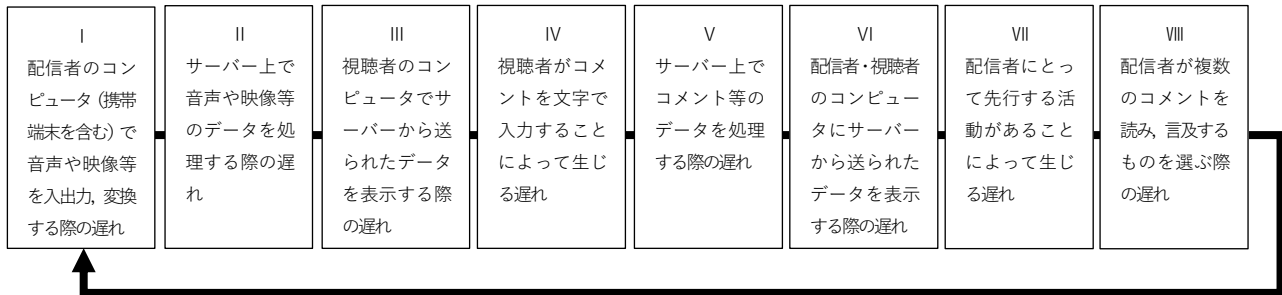 Ⅰ
配信者のコン
ピュータ（携帯
端末を含む）で
音声や映像等
を入出力，変換
する際の遅れ
Ⅱ
サーバー上で
音声や映像等
のデータを処
理する際の遅
れ
Ⅲ
視聴者のコン
ピュータでサ
ーバーから送
られたデータ
を表示する際
の遅れ
Ⅳ
視聴者がコメ
ントを文字で
入力すること
によって生じ
る遅れ
Ⅴ
サーバー上で
コメント等の
データを処理
する際の遅れ
Ⅵ
配信者・視聴者
のコンピュー
タにサーバー
から送られた
データを表示
する際の遅れ
Ⅶ
配信者にとっ
て先行する活
動があること
によって生じ
る遅れ
Ⅷ
配信者が複数
のコメントを
読み，言及する
ものを選ぶ際
の遅れ